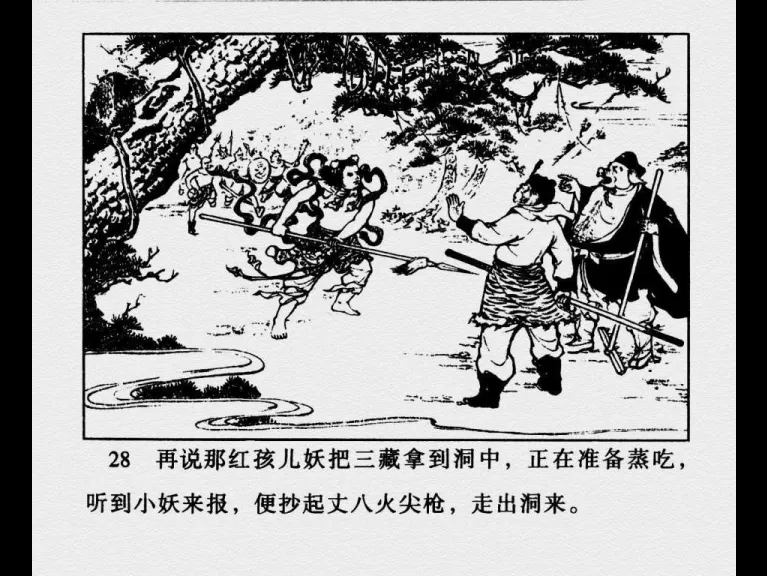 28 再说那红孩儿妖把三藏拿到洞中，正在准备蒸吃，
听到小妖来报，便抄起丈八火尖枪，走出洞来。